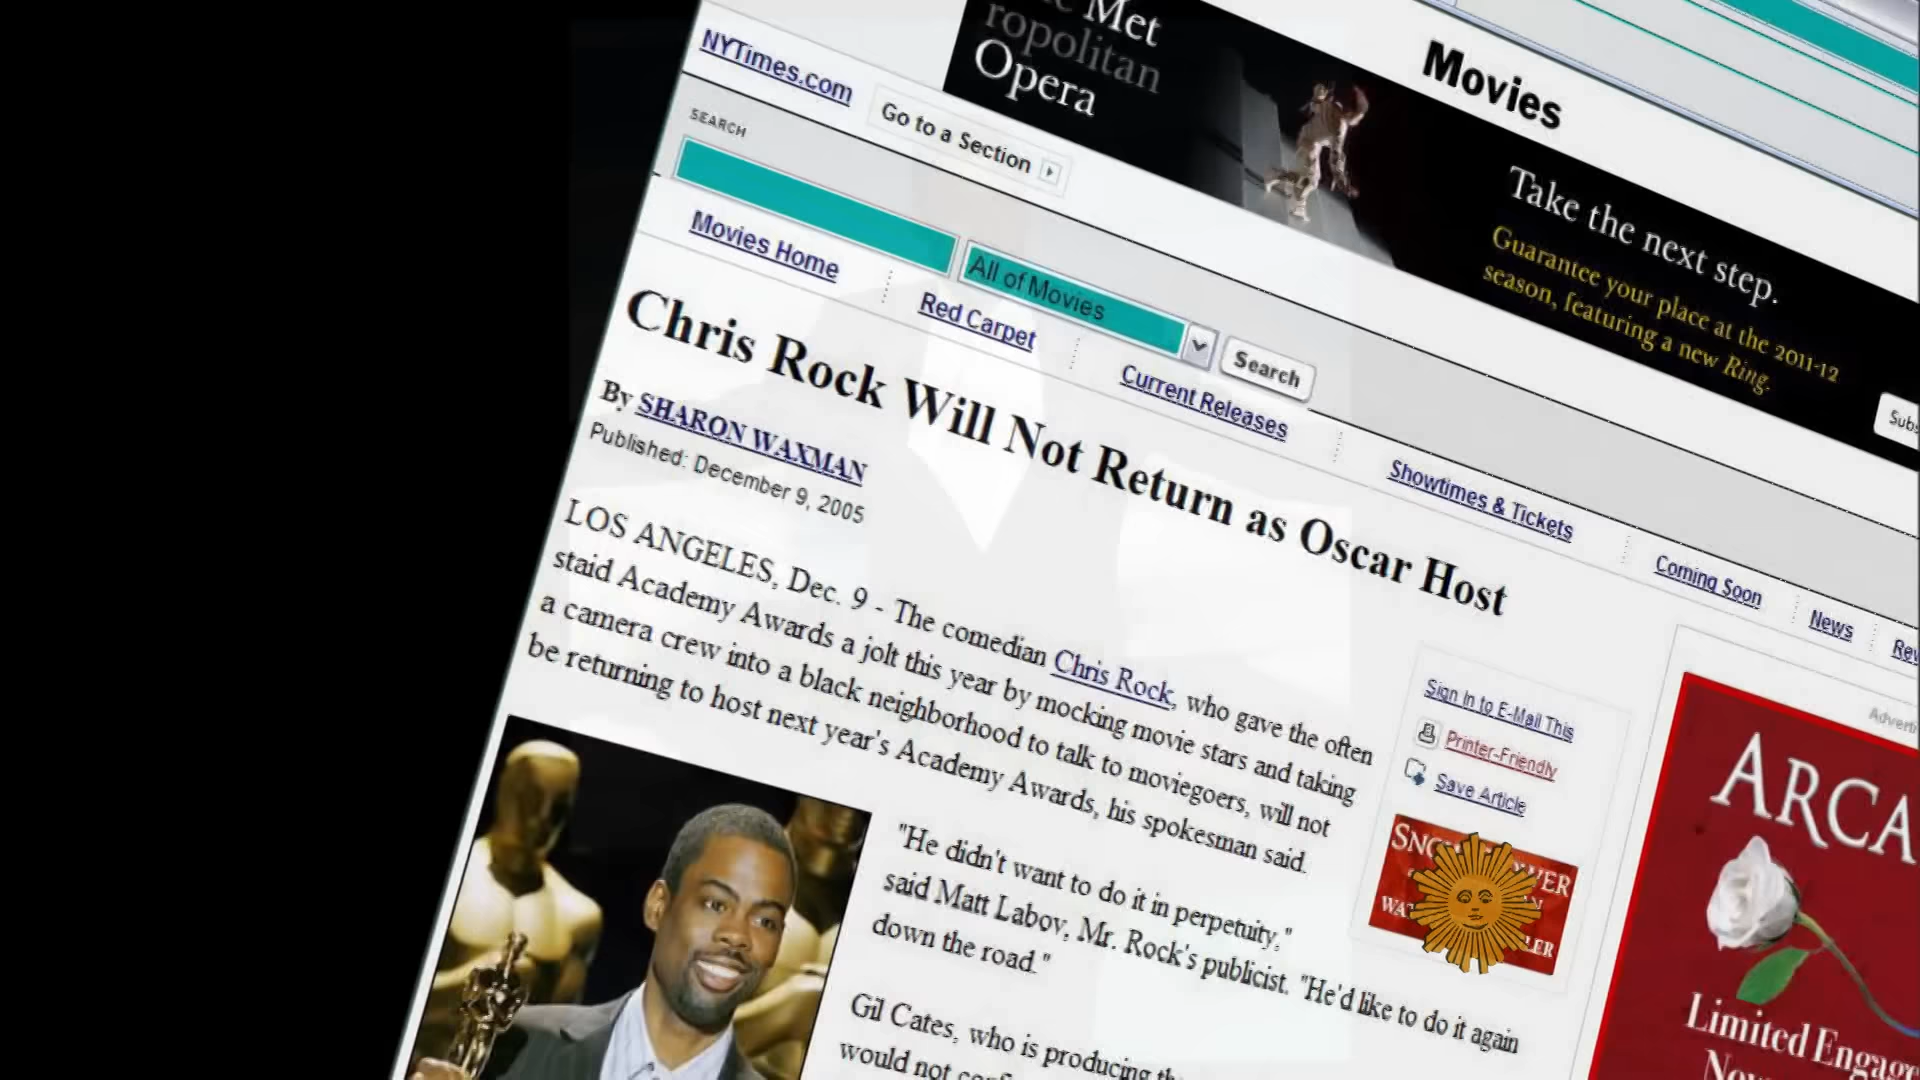 Met
ropolitan
Opera
Movies
NYTimes.com
Go to a Section
SEARCH
Take the next step.
Guarantee your place at the 2011-12
season, featuring a new Ring.
All of Movies
Search
Movies Home
Red Carpet
Current Releases
Showtimes & Tickets
Coming Soon
News
Chris Rock Will Not Return as Oscar Host
By SHARON WAXMAN
Published: December 9, 2005
LOS ANGELES, Dec. 9 - The comedian Chris Rock, who gave the often
staid Academy Awards a jolt this year by mocking movie stars and taking
a camera crew into a black neighborhood to talk to moviegoers, will not
be returning to host next year's Academy Awards, his spokesman said.
Sign In to E-Mail This
Printer-Friendly
Save Article
"He didn't want to do it in perpetuity,"
said Matt Labov, Mr. Rock's publicist. "He'd like to do it again
down the road."
Gil Cates, who is producing
would not
ARCA
Limited